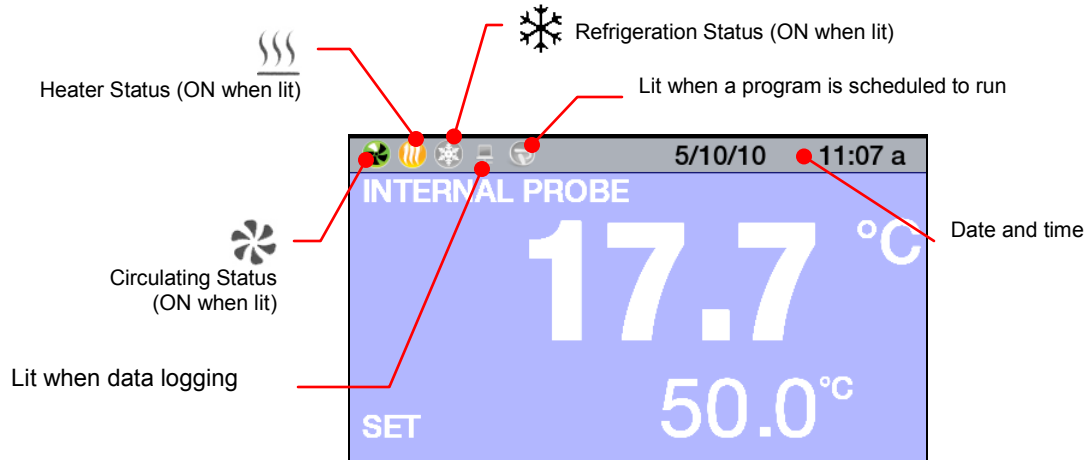 Refrigeration Status (ON when lit)
Heater Status (ON when lit)
Lit when a program is scheduled to run
5/10/10 11:07 a
INTERNAL PROBE
17.7 °C
Date and time
Circulating Status
(ON when lit)
Lit when data logging
SET 50.0°C